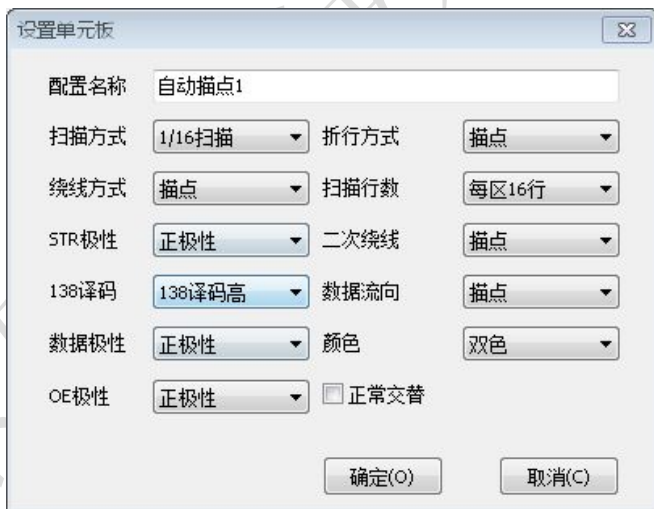 设置单元板
配置名称 自动描点1
扫描方式 1/16扫描 折行方式 描点
绕线方式 描点 扫描行数 每区16行
STR极性 正极性 二次绕线 描点
138译码 138译码高 数据流向 描点
数据极性 正极性 颜色 双色
OE极性 正极性 正常交替
确定(O) 取消(C)